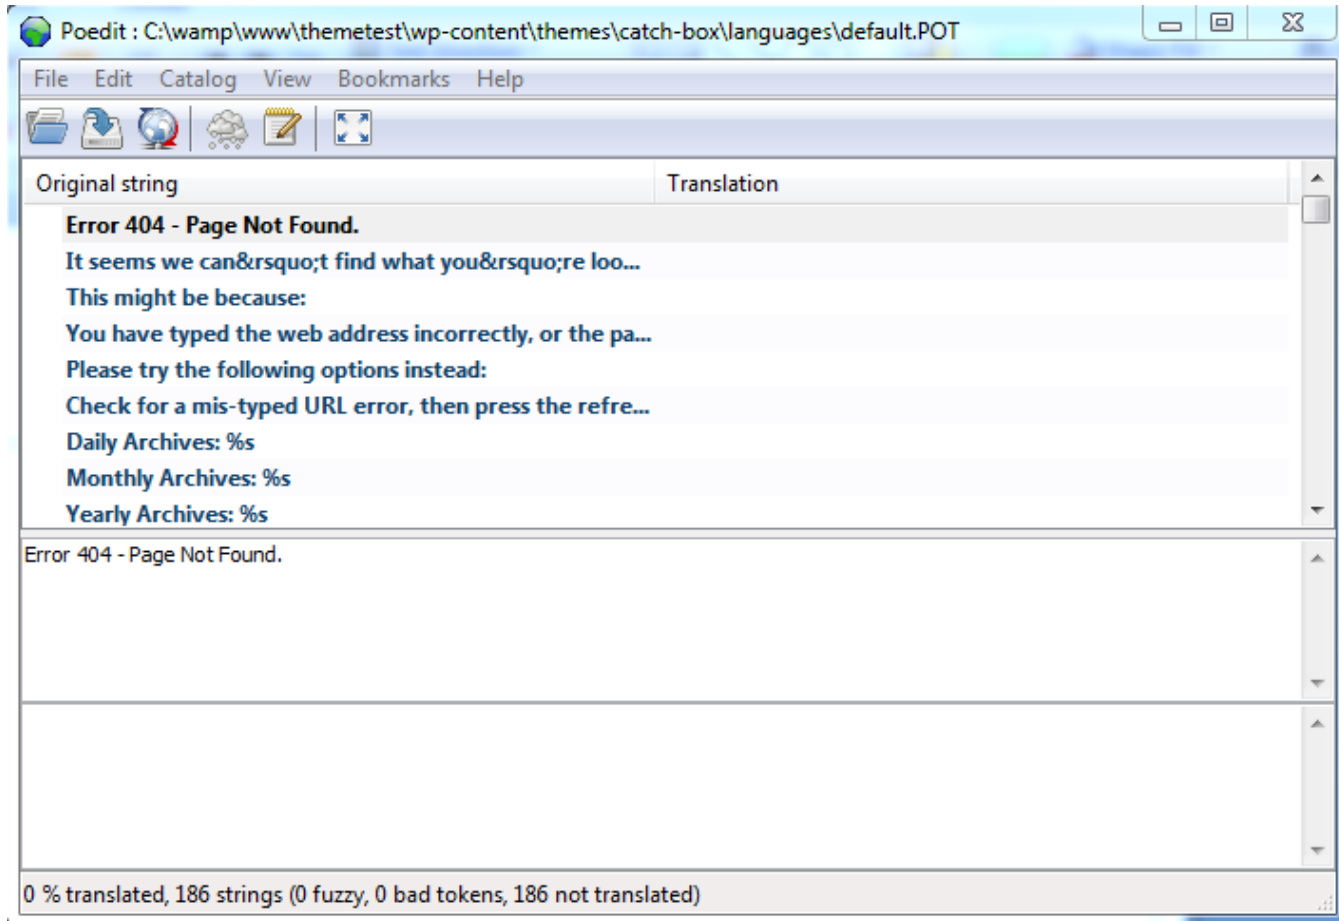 Poedit : C:\wamp\www\themetest\wp-content\themes\catch-box\languages\default.POT
File Edit Catalog View Bookmarks Help
Original string Translation
Error 404 - Page Not Found.
It seems we can&rsquo;t find what you&rsquo;re loo...
This might be because:
You have typed the web address incorrectly, or the pa...
Please try the following options instead:
Check for a mis-typed URL error, then press the refre...
Daily Archives: %s
Monthly Archives: %s
Yearly Archives: %s
Error 404 - Page Not Found.
0 % translated, 186 strings (0 fuzzy, 0 bad tokens, 186 not translated)